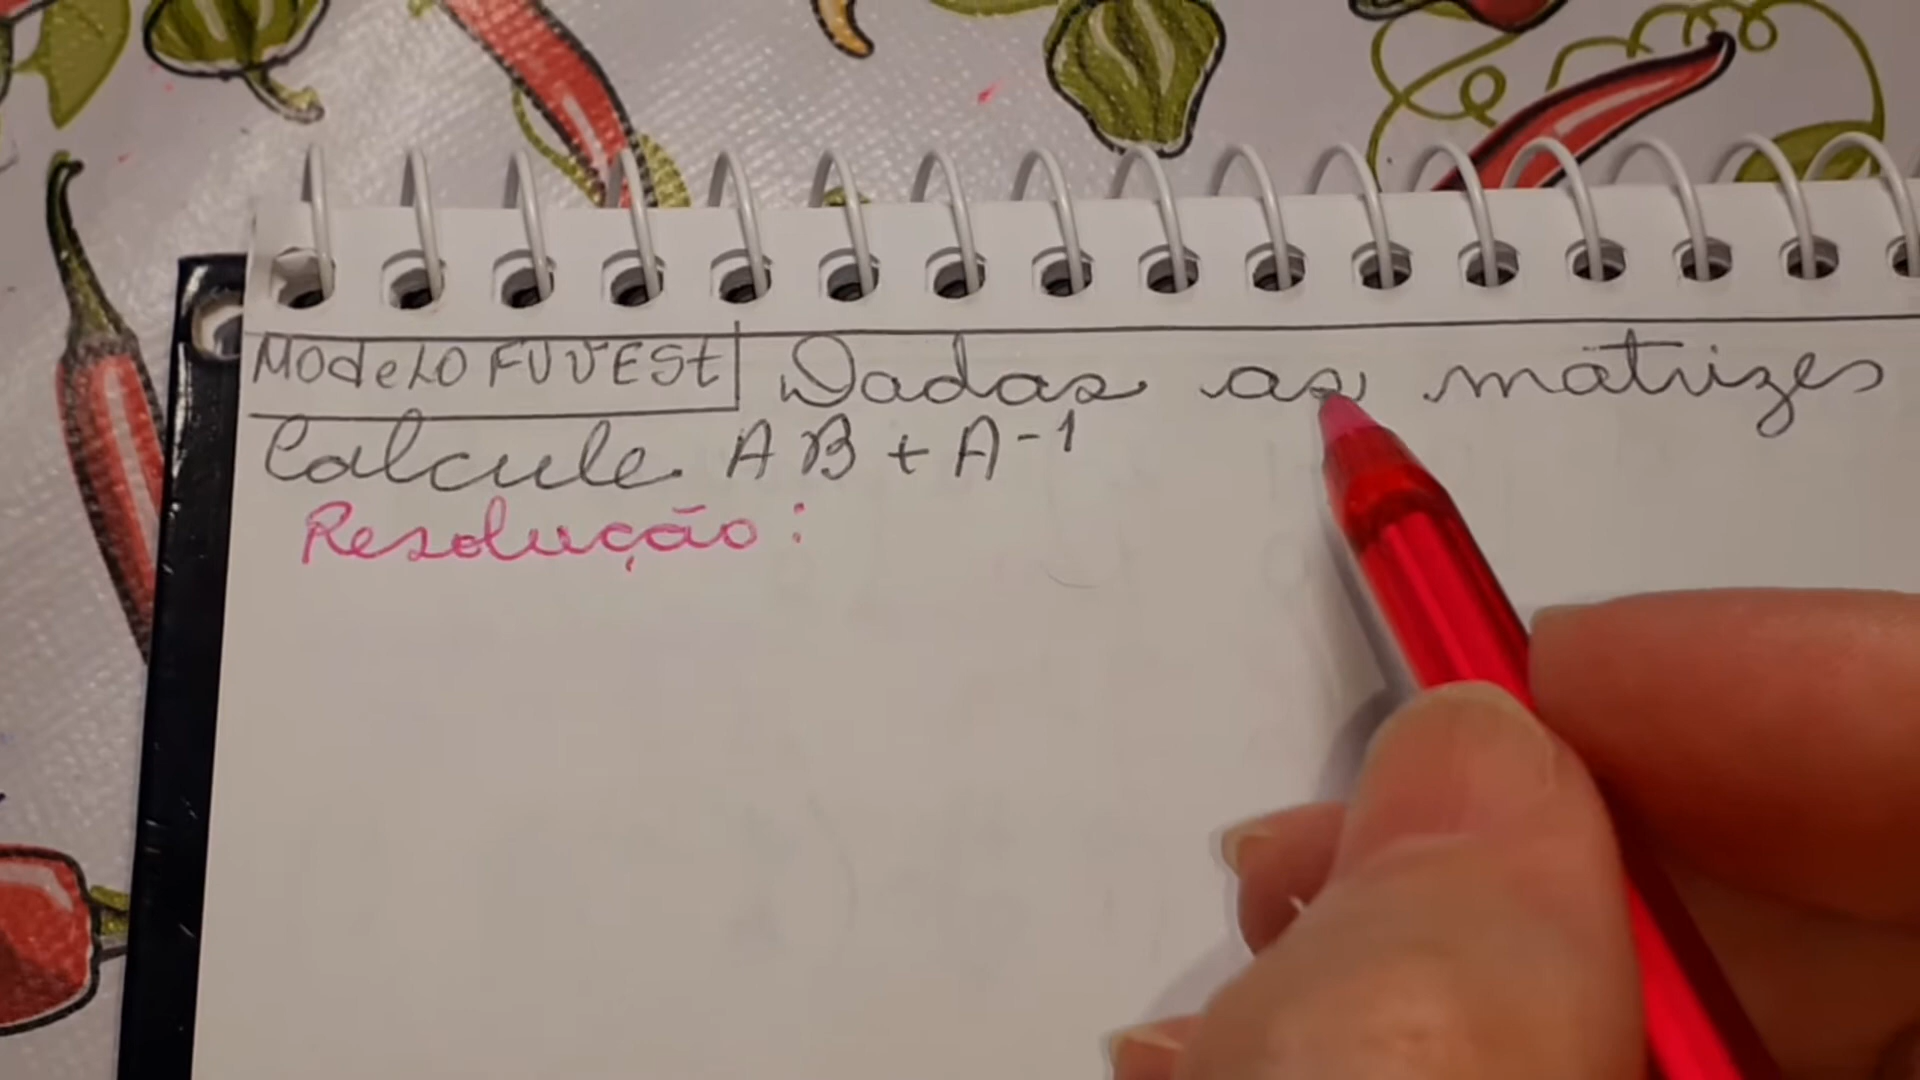 Modelo FUVEST Dadas as matrizes
Calcule AB + A-¹
Resolução: